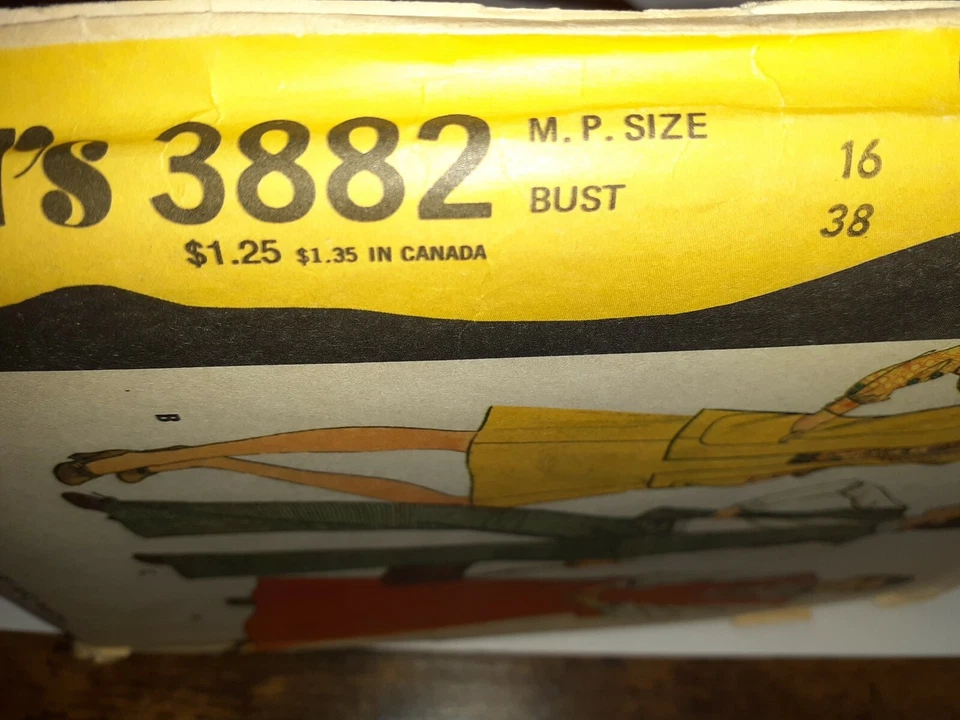 's 3882
M. P. SIZE 16
BUST 38
$1.25 $1.35 IN CANADA
B